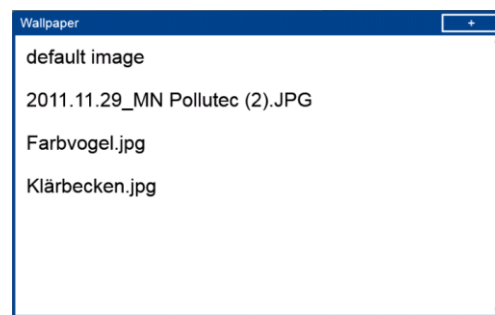 Wallpaper
+
default image
2011.11.29_MN Pollutec (2).JPG
Farbvogel.jpg
Klärbecken.jpg